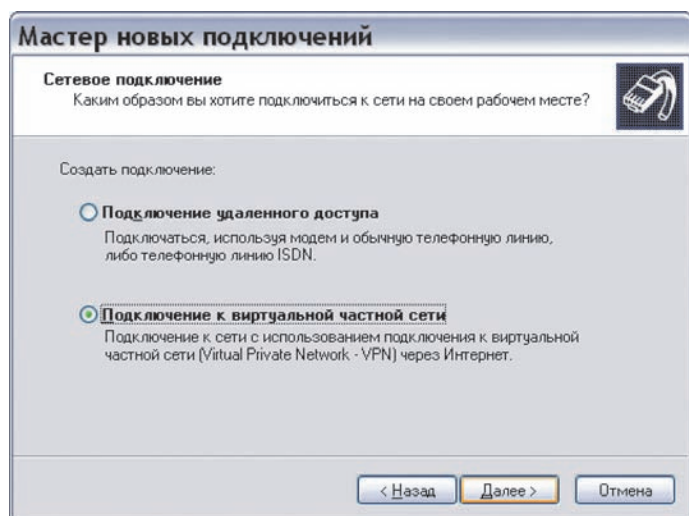 Мастер новых подключений
Сетевое подключение
Каким образом вы хотите подключиться к сети на своем рабочем месте?
Создать подключение:
Подключение удаленного доступа
Подключаться, используя модем и обычную телефонную линию,
либо телефонную линию ISDN.
Подключение к виртуальной частной сети
Подключение к сети с использованием подключения к виртуальной
частной сети (Virtual Private Network - VPN) через Интернет.
< Назад Далее > Отмена